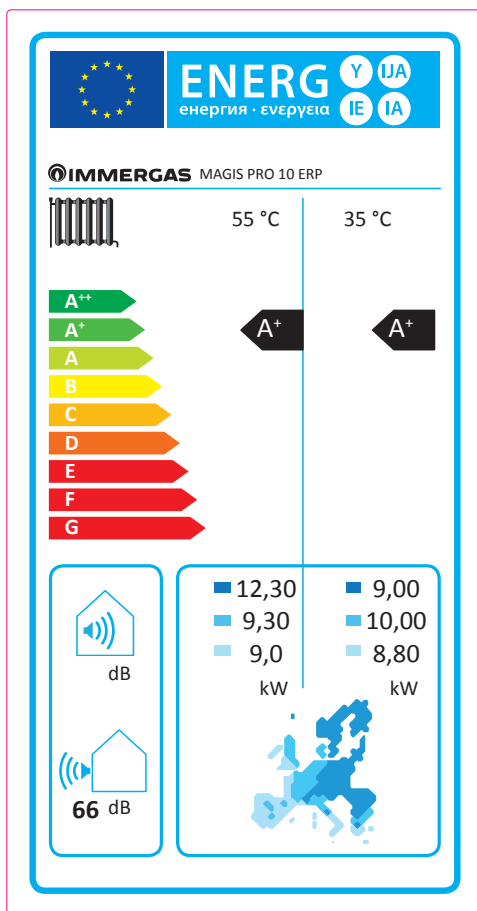 ENERG Y IJA
енергия · ενεργεια IE IA
IMMERGAS MAGIS PRO 10 ERP
55 °C 35 °C
A++
A+ A+ A+
A
B
C
D
E
F
G
12,30 9,00
9,30 10,00
9,0 8,80
kW kW
dB
66 dB